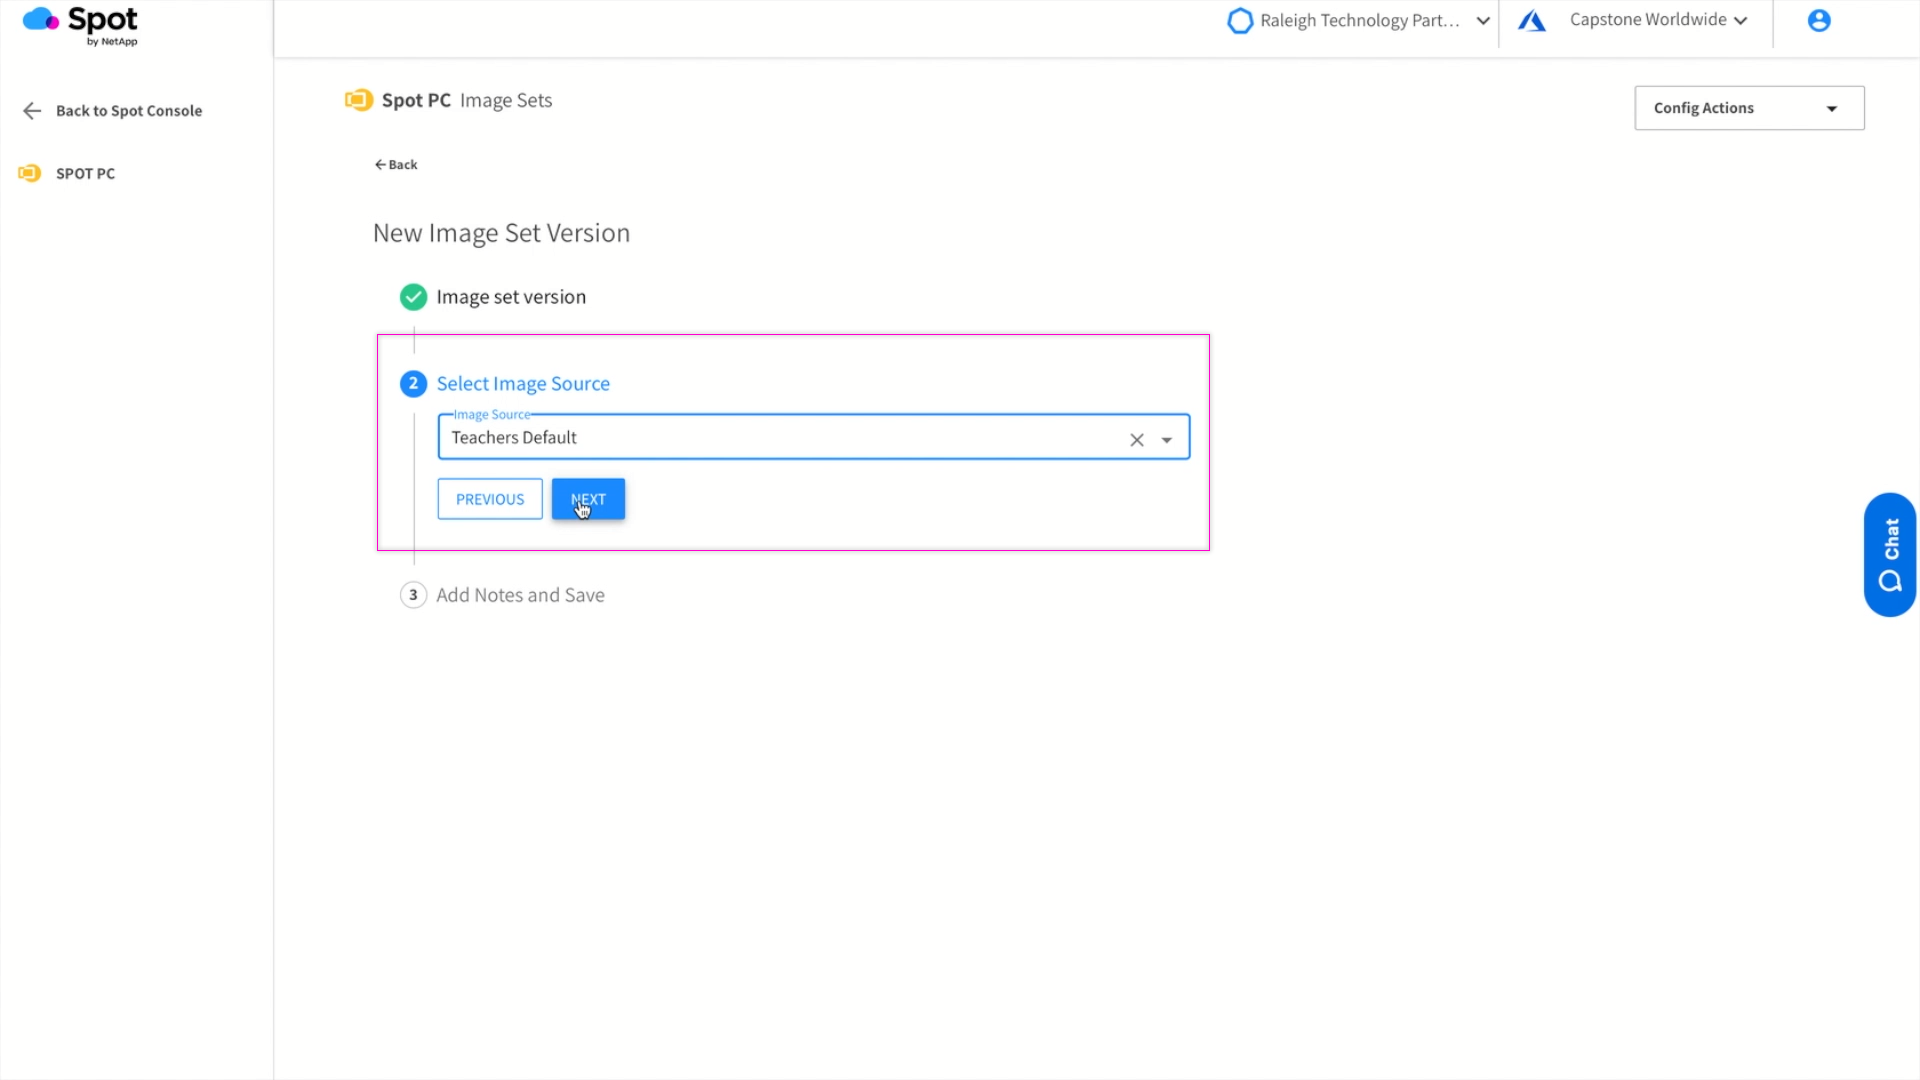 Spot
by NetApp
Raleigh Technology Part...
Capstone Worldwide
Back to Spot Console
SPOT PC
Spot PC Image Sets
Config Actions
Back
New Image Set Version
Image set version
2 Select Image Source
Image Source
Teachers Default
PREVIOUS
NEXT
3 Add Notes and Save
Chat